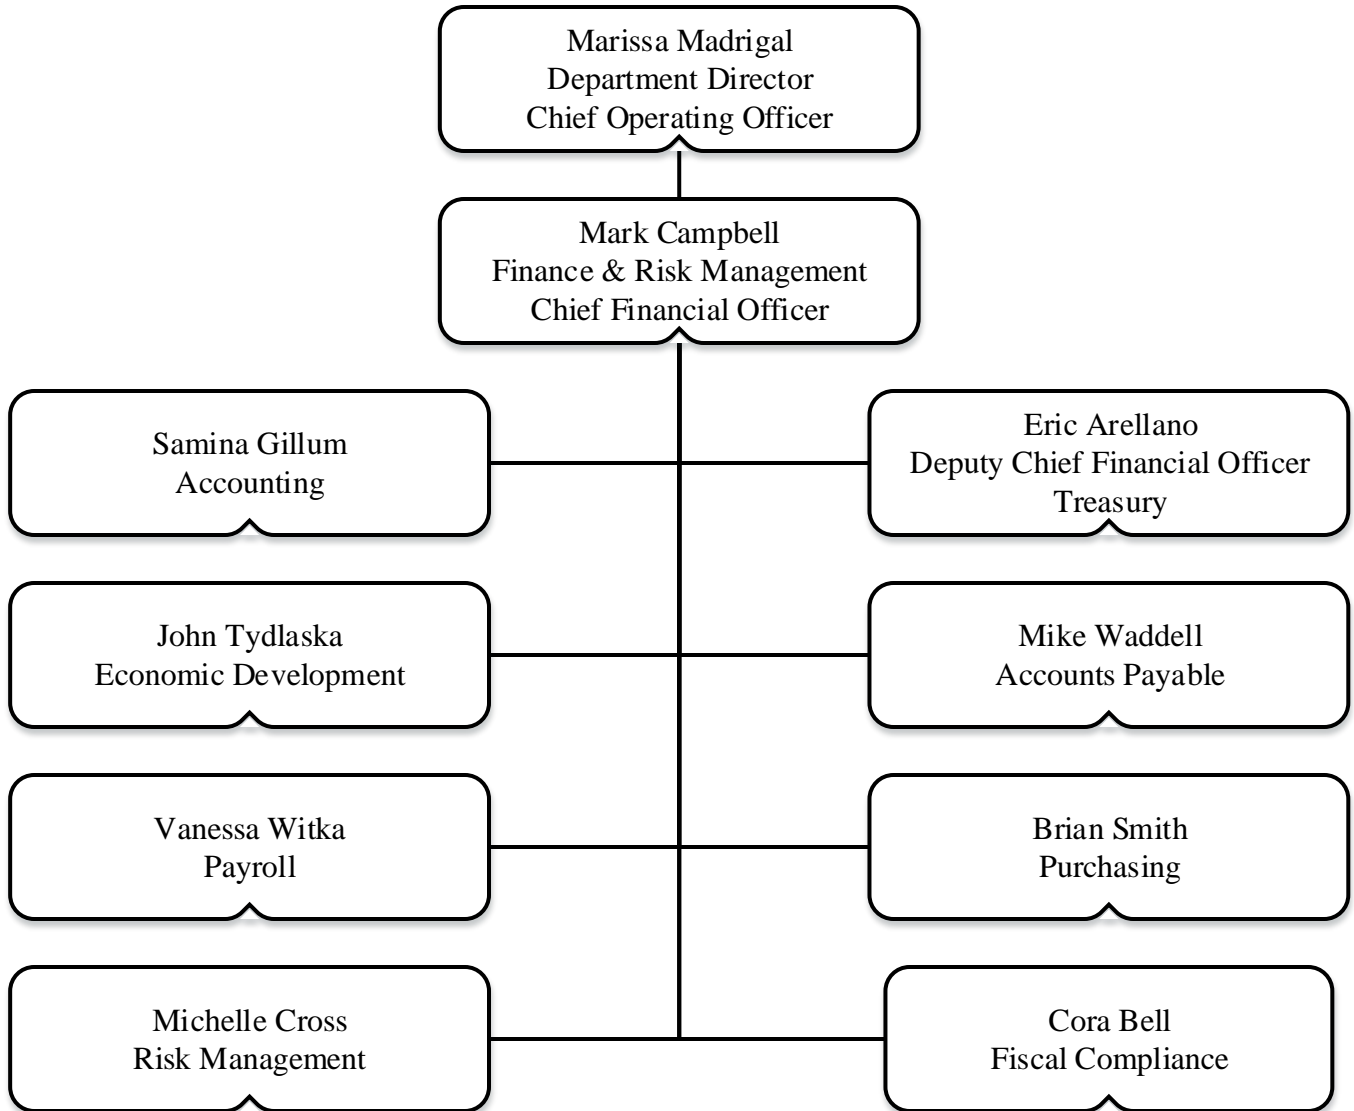 Marissa Madrigal
Department Director
Chief Operating Officer
Mark Campbell
Finance & Risk Management
Chief Financial Officer
Samina Gillum
Accounting
Eric Arellano
Deputy Chief Financial Officer
Treasury
John Tydlaska
Economic Development
Mike Waddell
Accounts Payable
Vanessa Witka
Payroll
Brian Smith
Purchasing
Michelle Cross
Risk Management
Cora Bell
Fiscal Compliance